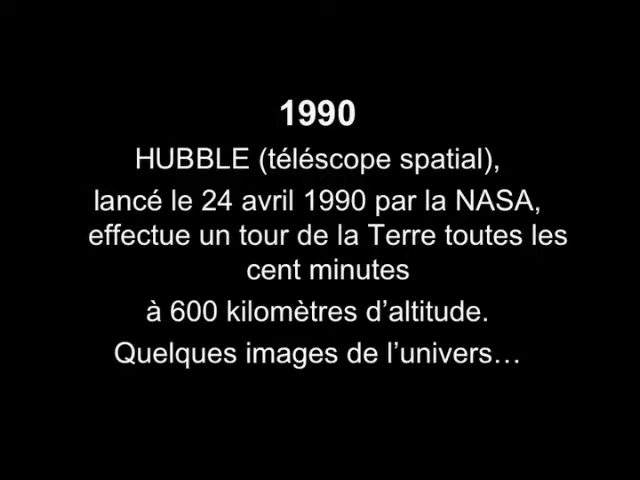 1990
HUBBLE (téléscope spatial),
lancé le 24 avril 1990 par la NASA,
effectue un tour de la Terre toutes les
cent minutes
à 600 kilomètres d’altitude.
Quelques images de l’univers…